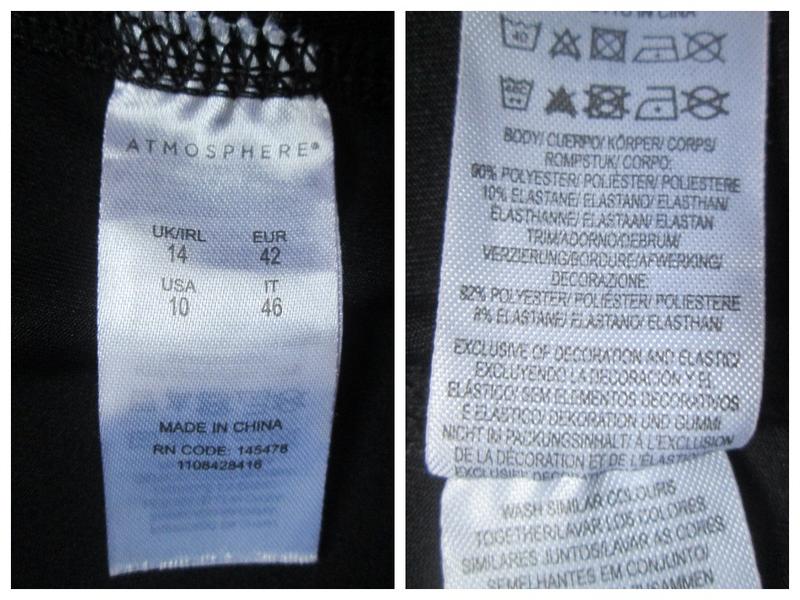 ATMOSPHERE®
UK/IRL EUR
14 42
USA IT
10 46
MADE IN CHINA
RN CODE: 145478
1108428416
40
40C
BODY/ CUERPO/ KÖRPER/ CORPS/
ROMPSTUK/ CORPO:
90% POLYESTER/ POLIÉSTER/ POLIESTERE
10% ELASTANE/ ELASTANO/ ELASTHAN/
ÉLASTHANNE/ ELASTAAN/ ELASTAN
TRIM/ADORNO/DEBRUM/
VERZIERUNG/BORDURE/AFWERKING/
DECORAZIONE:
92% POLYESTER/ POLIÉSTER/ POLIESTERE
8% ELASTANE/ ELASTANO/ ELASTHAN/
EXCLUSIVE OF DECORATION AND ELASTIC/
EXCLUYENDO LA DECORACIÓN Y EL
ELÁSTICO/ SEM ELEMENTOS DECORATIVOS
E ELÁSTICO/ DEKORATION UND GUMMI
NICHT IM PACKUNGSINHALT/ À L'EXCLUSION
DE LA DÉCORATION ET DE L'ÉLASTIQUE/
WASH SIMILAR COLOURS
TOGETHER/LAVAR LOS COLORES
SIMILARES JUNTOS/LAVAR AS CORES
SEMELHANTES EM CONJUNTO/